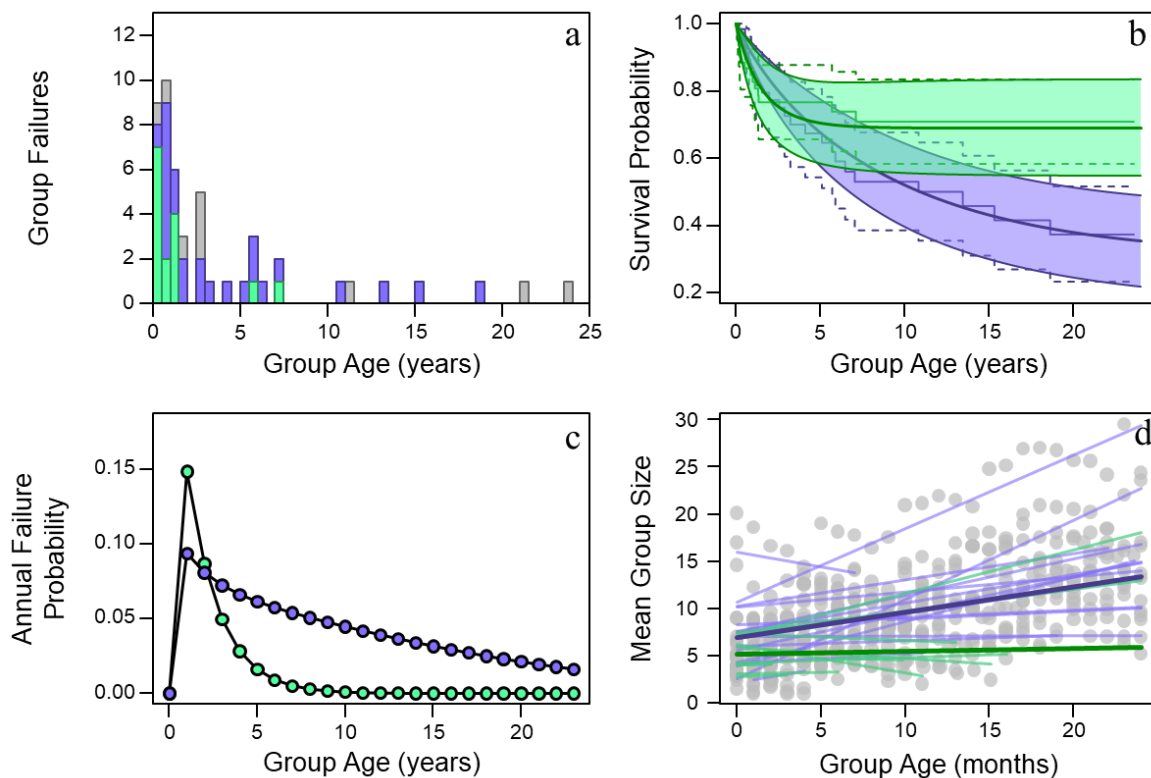 a
12
10
8
6
4
2
0
Group Failures
0 5 10 15 20 25
Group Age (years)
b
1.0
0.8
0.6
0.4
0.2
Survival Probability
0 5 10 15 20
Group Age (years)
c
0.15
0.10
0.05
0.00
Annual Failure
Probability
0 5 10 15 20
Group Age (years)
d
30
25
20
15
10
5
0
Mean Group Size
0 5 10 15 20
Group Age (months)